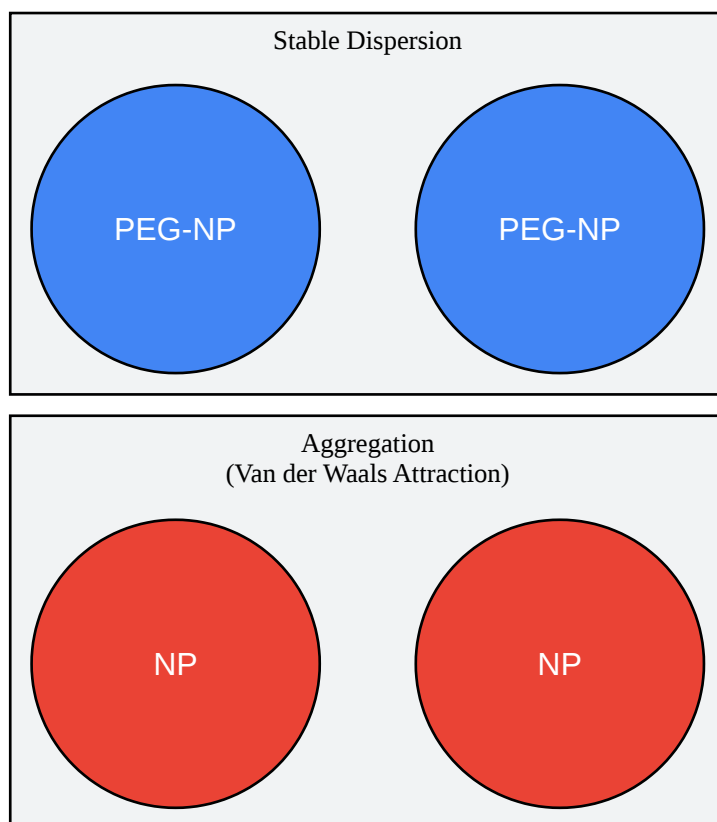 Stable Dispersion
PEG-NP PEG-NP
Aggregation
(Van der Waals Attraction)
NP NP